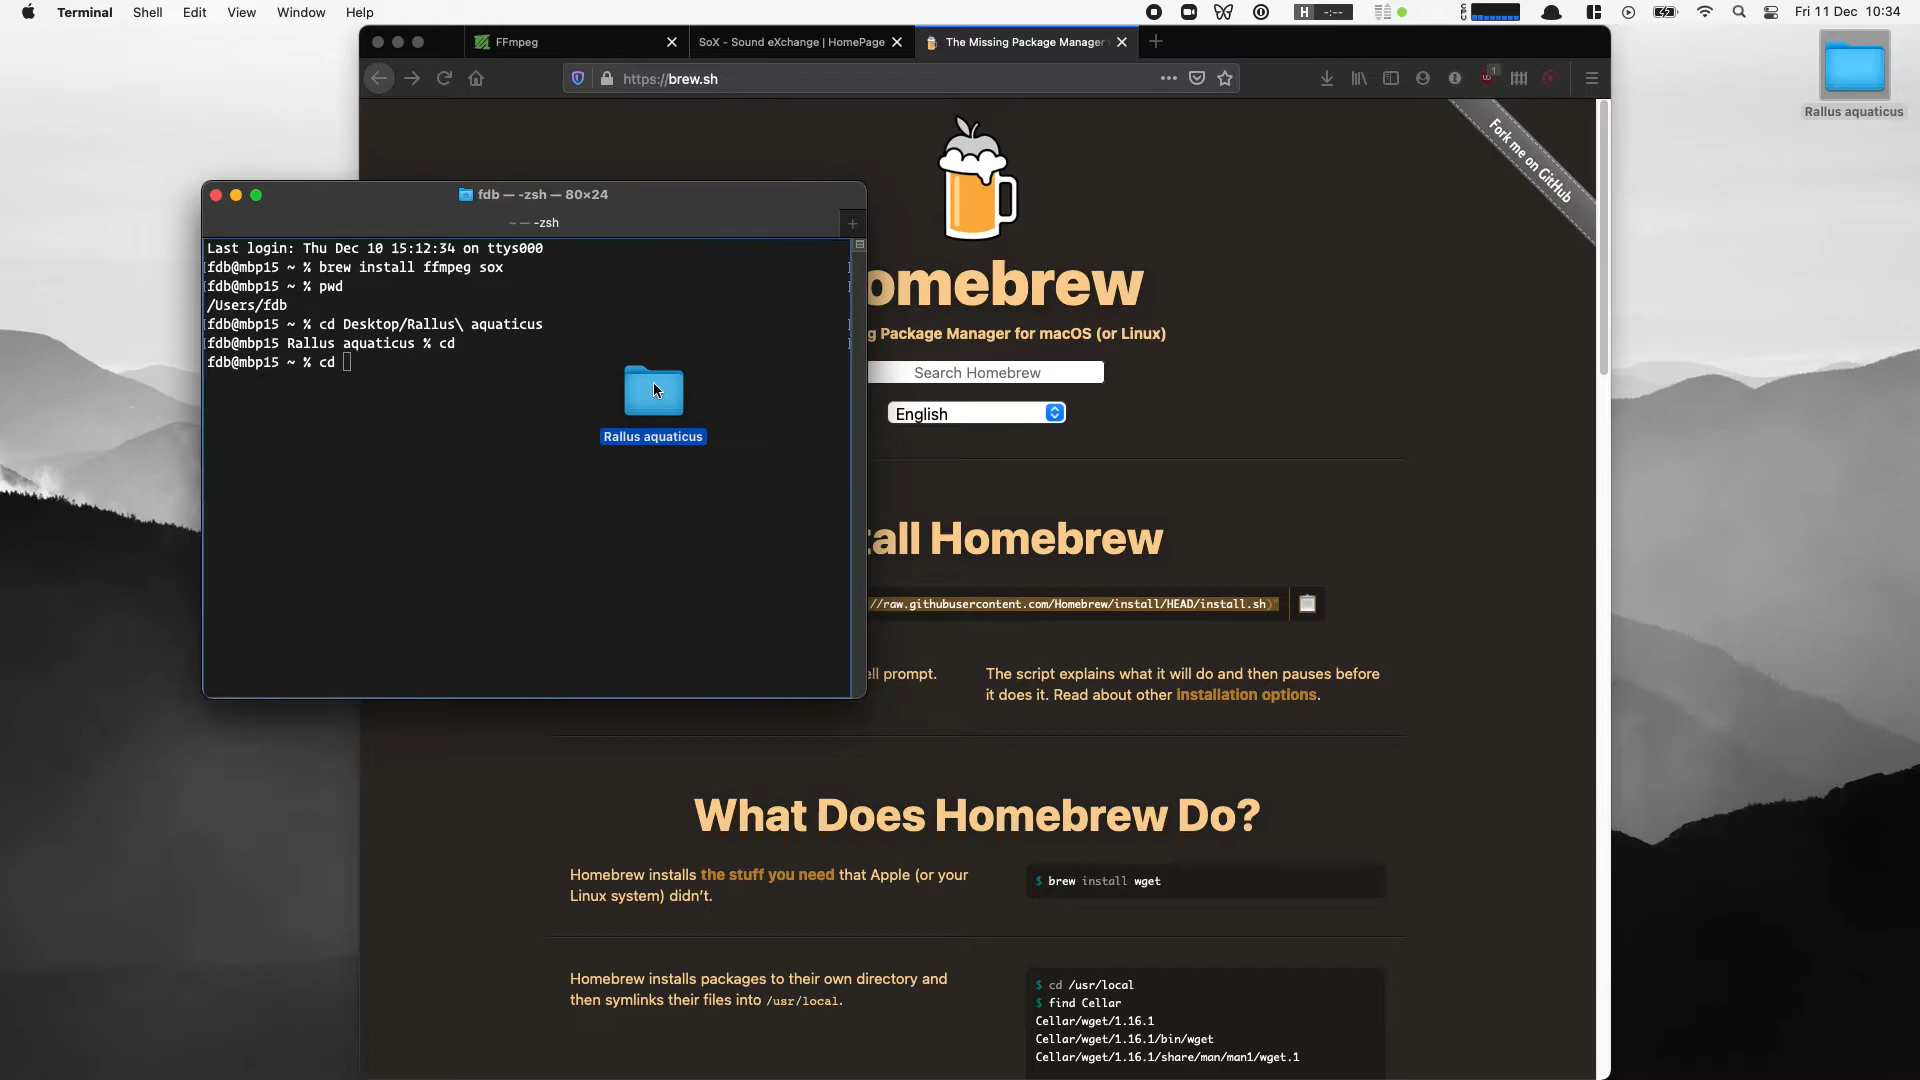 Terminal Shell Edit View Window Help
H -:--
CPU
Fri 11 Dec 10:34
FFmpeg
SoX - Sound eXchange | HomePage
The Missing Package Manager
https://brew.sh
1
Rallus aquaticus
Fork me on GitHub
fdb — -zsh — 80×24
~ — -zsh
Last login: Thu Dec 10 15:12:34 on ttys000
[fdb@mbp15 ~ % brew install ffmpeg sox ]
[fdb@mbp15 ~ % pwd ]
/Users/fdb
[fdb@mbp15 ~ % cd Desktop/Rallus\ aquaticus ]
[fdb@mbp15 Rallus aquaticus % cd ]
fdb@mbp15 ~ % cd
Rallus aquaticus
omebrew
g Package Manager for macOS (or Linux)
Search Homebrew
English
tall Homebrew
//raw.githubusercontent.com/Homebrew/install/HEAD/install.sh)"
ell prompt.
The script explains what it will do and then pauses before
it does it. Read about other installation options.
What Does Homebrew Do?
Homebrew installs the stuff you need that Apple (or your
Linux system) didn't.
$ brew install wget
Homebrew installs packages to their own directory and
then symlinks their files into /usr/local.
$ cd /usr/local
$ find Cellar
Cellar/wget/1.16.1
Cellar/wget/1.16.1/bin/wget
Cellar/wget/1.16.1/share/man/man1/wget.1